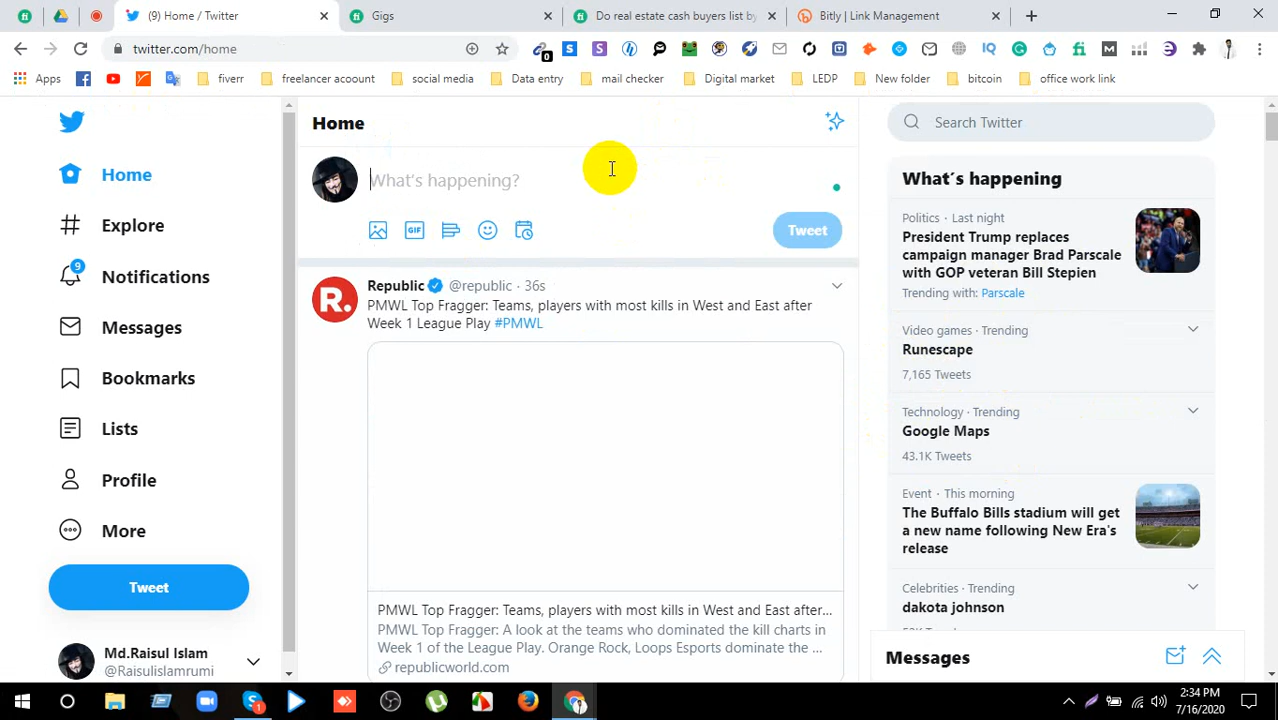 (9) Home / Twitter
Gigs
Do real estate cash buyers list by
Bitly | Link Management
twitter.com/home
0
Apps
fiverr
freelancer acoount
social media
Data entry
mail checker
Digital market
LEDP
New folder
bitcoin
office work link
Home
Explore
9
Notifications
Messages
Bookmarks
Lists
Profile
More
Tweet
Md.Raisul Islam
@Raisulislamrumi
Home
What's happening?
GIF
Tweet
Republic @republic · 36s
PMWL Top Fragger: Teams, players with most kills in West and East after
Week 1 League Play #PMWL
R.
PMWL Top Fragger: Teams, players with most kills in West and East after...
PMWL Top Fragger: A look at the teams who dominated the kill charts in
Week 1 of the League Play. Orange Rock, Loops Esports dominate the ...
republicworld.com
Search Twitter
What's happening
Politics · Last night
President Trump replaces
campaign manager Brad Parscale
with GOP veteran Bill Stepien
Trending with: Parscale
Video games · Trending
Runescape
7,165 Tweets
Technology · Trending
Google Maps
43.1K Tweets
Event · This morning
The Buffalo Bills stadium will get
a new name following New Era's
release
Celebrities · Trending
dakota johnson
Messages
2:34 PM
7/16/2020